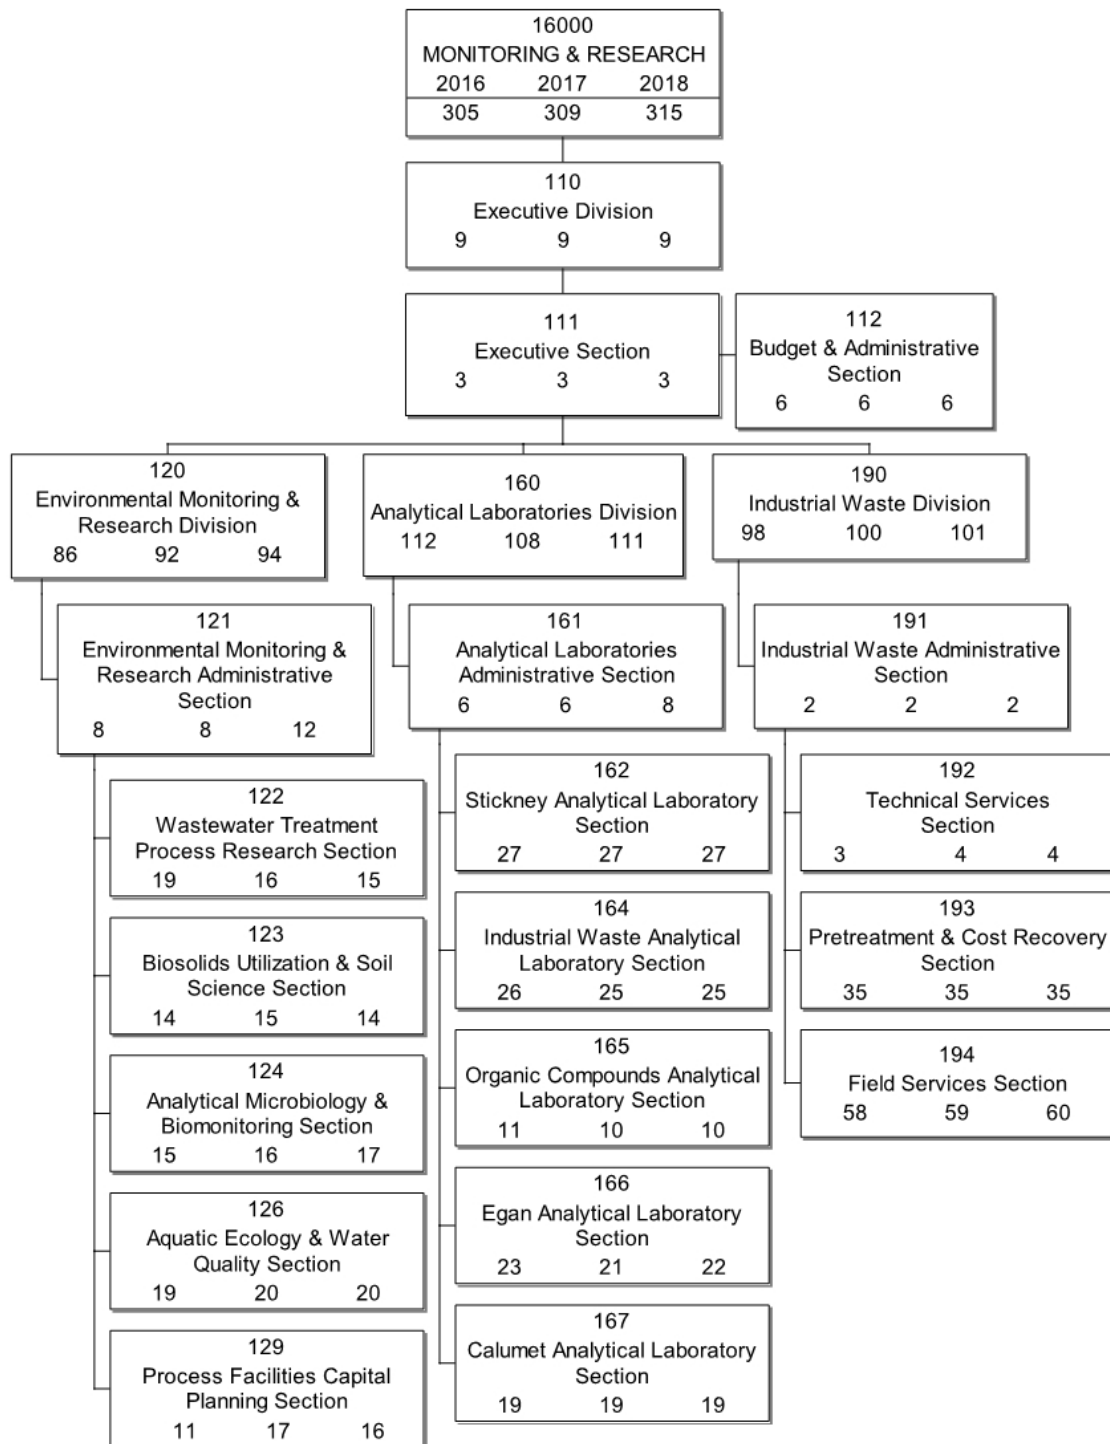 16000
MONITORING & RESEARCH
2016 2017 2018
305 309 315
110
Executive Division
9 9 9
111
Executive Section
3 3 3
112
Budget & Administrative
Section
6 6 6
120
Environmental Monitoring &
Research Division
86 92 94
160
Analytical Laboratories Division
112 108 111
190
Industrial Waste Division
98 100 101
121
Environmental Monitoring &
Research Administrative
Section
8 8 12
161
Analytical Laboratories
Administrative Section
6 6 8
191
Industrial Waste Administrative
Section
2 2 2
122
Wastewater Treatment
Process Research Section
19 16 15
123
Biosolids Utilization & Soil
Science Section
14 15 14
124
Analytical Microbiology &
Biomonitoring Section
15 16 17
126
Aquatic Ecology & Water
Quality Section
19 20 20
129
Process Facilities Capital
Planning Section
11 17 16
162
Stickney Analytical Laboratory
Section
27 27 27
164
Industrial Waste Analytical
Laboratory Section
26 25 25
165
Organic Compounds Analytical
Laboratory Section
11 10 10
166
Egan Analytical Laboratory
Section
23 21 22
167
Calumet Analytical Laboratory
Section
19 19 19
192
Technical Services
Section
3 4 4
193
Pretreatment & Cost Recovery
Section
35 35 35
194
Field Services Section
58 59 60